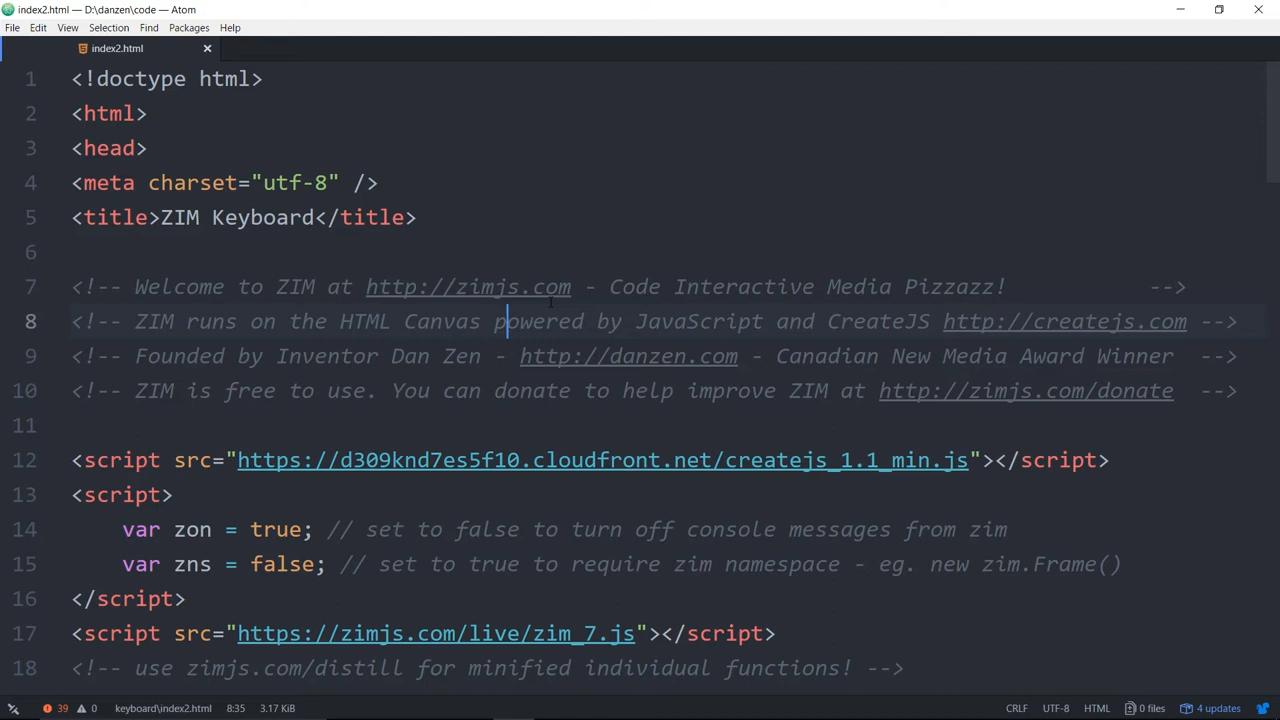 index2.html — D:\danzen\code — Atom
File Edit View Selection Find Packages Help
index2.html
1 <!doctype html>
2 <html>
3 <head>
4 <meta charset="utf-8" />
5 <title>ZIM Keyboard</title>
6
7 <!-- Welcome to ZIM at http://zimjs.com - Code Interactive Media Pizzazz! -->
8 <!-- ZIM runs on the HTML Canvas powered by JavaScript and CreateJS http://createjs.com -->
9 <!-- Founded by Inventor Dan Zen - http://danzen.com - Canadian New Media Award Winner -->
10 <!-- ZIM is free to use. You can donate to help improve ZIM at http://zimjs.com/donate -->
11
12 <script src="https://d309knd7es5f10.cloudfront.net/createjs_1.1_min.js"></script>
13 <script>
14 var zon = true; // set to false to turn off console messages from zim
15 var zns = false; // set to true to require zim namespace - eg. new zim.Frame()
16 </script>
17 <script src="https://zimjs.com/live/zim_7.js"></script>
18 <!-- use zimjs.com/distill for minified individual functions! -->
39 0 keyboard\index2.html 8:35 3.17 KiB CRLF UTF-8 HTML 0 files 4 updates